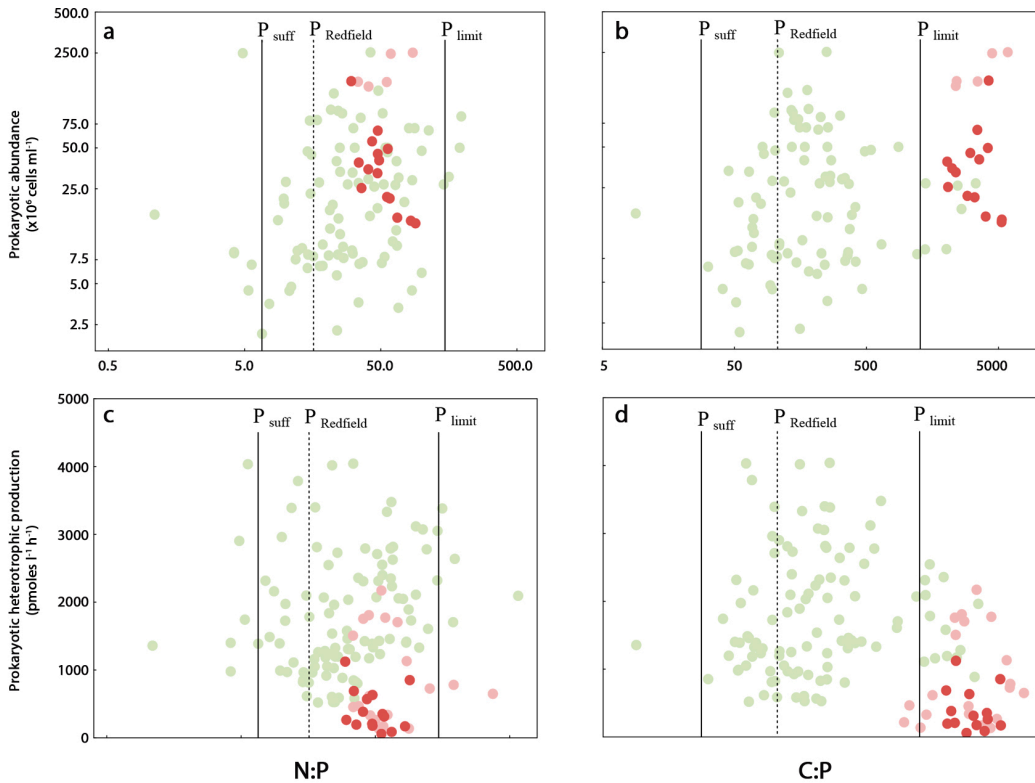 a
P suff
P Redfield
P limit
500.0
250.0
75.0
50.0
25.0
7.5
5.0
2.5
Prokaryotic abundance
(x10⁶ cells ml⁻¹)
0.5
5.0
50.0
500.0
b
P suff
P Redfield
P limit
5
50
500
5000
c
P suff
P Redfield
P limit
5000
4000
3000
2000
1000
0
Prokaryotic heterotrophic production
(pmoles l⁻¹ h⁻¹)
N:P
d
P suff
P Redfield
P limit
C:P